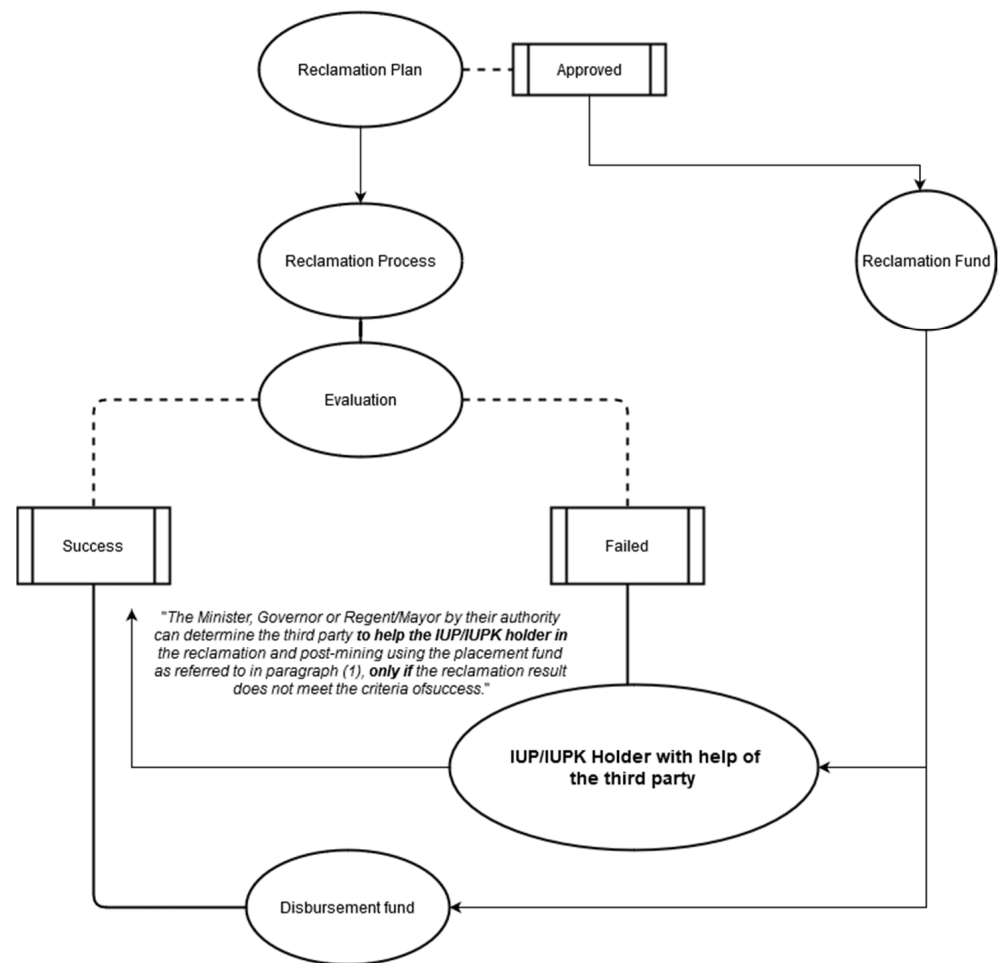 Reclamation Plan
Approved
Reclamation Process
Reclamation Fund
Evaluation
Success
Failed
"The Minister, Governor or Regent/Mayor by their authority
can determine the third party to help the IUP/IUPK holder in
the reclamation and post-mining using the placement fund
as referred to in paragraph (1), only if the reclamation result
does not meet the criteria ofsuccess."
IUP/IUPK Holder with help of
the third party
Disbursement fund